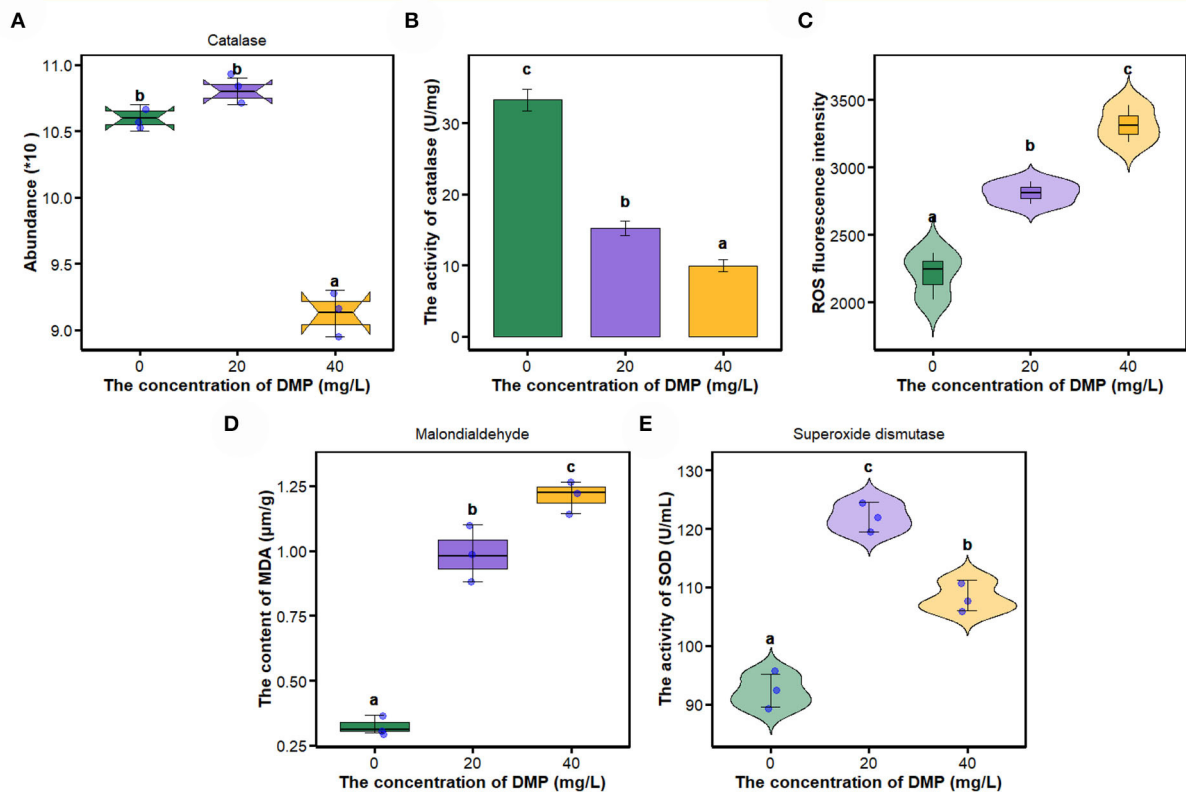 A
Catalase
Abundance (*10 )
11.0
10.5
10.0
9.5
9.0
b
b
a
0 20 40
The concentration of DMP (mg/L)
B
The activity of catalase (U/mg)
30
20
10
0
c
b
a
0 20 40
The concentration of DMP (mg/L)
C
ROS fluorescence intensity
3500
3000
2500
2000
a
b
c
0 20 40
The concentration of DMP (mg/L)
D
Malondialdehyde
The content of MDA (µm/g)
1.25
1.00
0.75
0.50
0.25
a
b
c
0 20 40
The concentration of DMP (mg/L)
E
Superoxide dismutase
The activity of SOD (U/mL)
130
120
110
100
90
a
c
b
0 20 40
The concentration of DMP (mg/L)